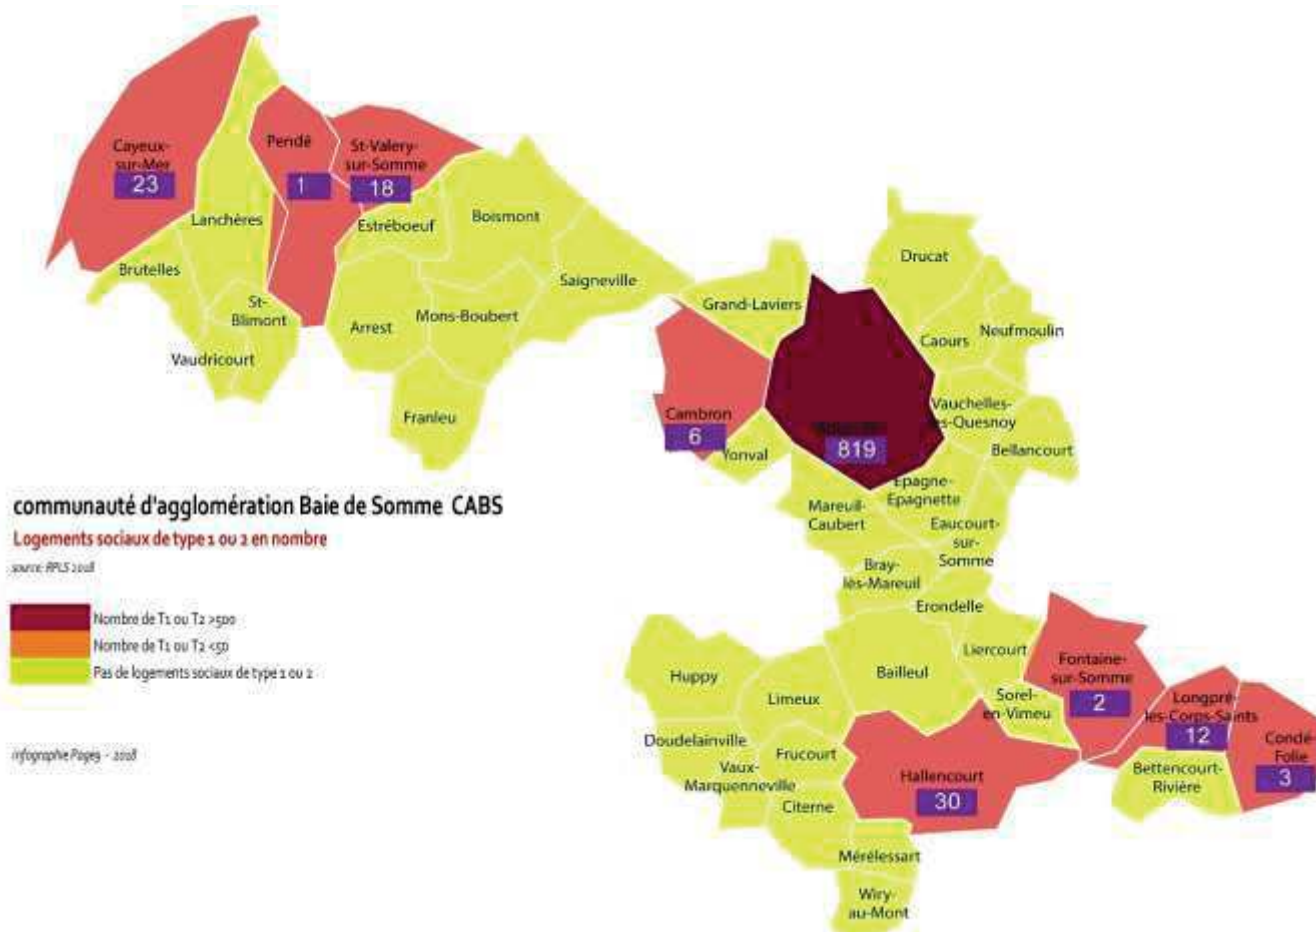 Cayeux-
sur-Mer
23
Pendé
1
St-Valery-
sur-Somme
18
Lanchères
Estréboeuf
Boismont
Brutelles
Saigneville
St-
Blimont
Arrest
Mons-Boubert
Vaudricourt
Franleu
Drucat
Grand-Laviers
Caours
Neufmoulin
Cambron
6
Yonval
819
Vauchelles-
les-Quesnoy
Bellancourt
Epagne-
Epagnette
Mareuil-
Caubert
Eaucourt-
sur-
Somme
Bray-
lès-Mareuil
Erondelle
Liercourt
Fontaine-
sur-Somme
2
Huppy
Limeux
Bailleul
Sorel-
en-Vimeu
Longpré-
les-Corps-Saints
12
Condé-
Folie
3
Doudelainville
Frucourt
Vaux-
Marquenneville
Hallencourt
30
Bettencourt-
Rivière
Citerne
Mérélessart
Wiry-
au-Mont
communauté d'agglomération Baie de Somme CABS
Logements sociaux de type 1 ou 2 en nombre
source: RPLS 2018
Nombre de T1 ou T2 >500
Nombre de T1 ou T2 <50
Pas de logements sociaux de type 1 ou 2
infographie Page9 - 2018